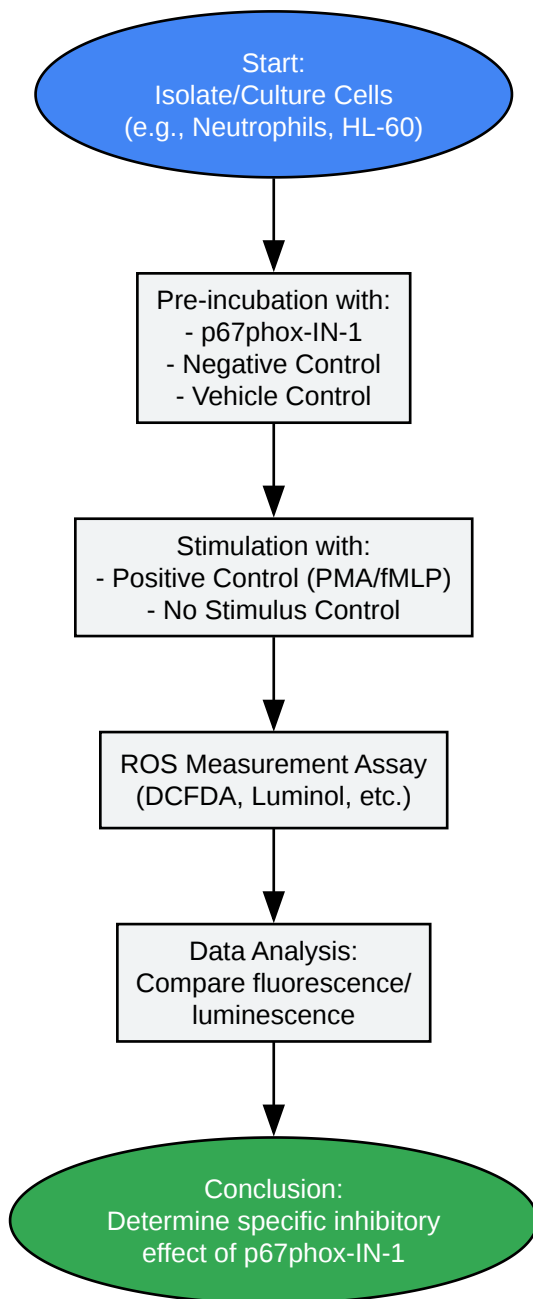 Start:
Isolate/Culture Cells
(e.g., Neutrophils, HL-60)
Pre-incubation with:
- p67phox-IN-1
- Negative Control
- Vehicle Control
Stimulation with:
- Positive Control (PMA/fMLP)
- No Stimulus Control
ROS Measurement Assay
(DCFDA, Luminol, etc.)
Data Analysis:
Compare fluorescence/
luminescence
Conclusion:
Determine specific inhibitory
effect of p67phox-IN-1